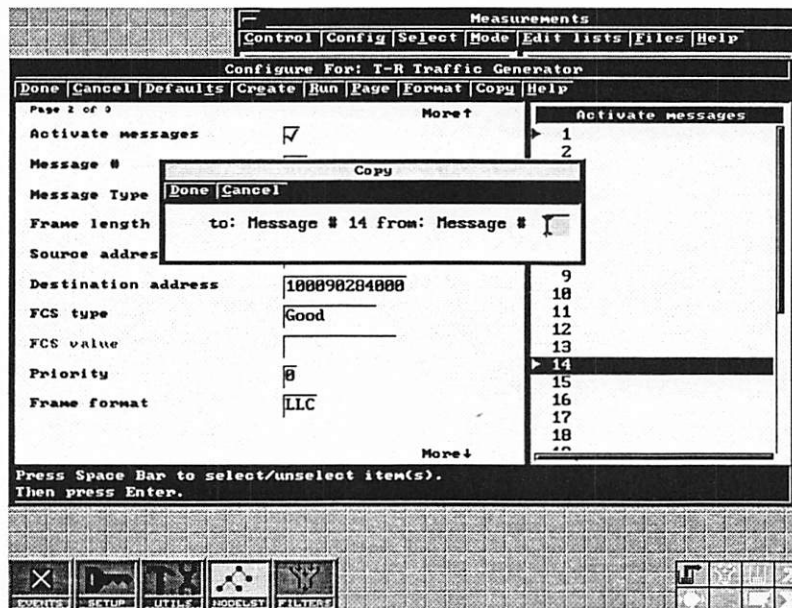 Measurements
Control Config Select Mode Edit lists Files Help
Configure For: T-R Traffic Generator
Done Cancel Defaults Create Run Page Format Copy Help
Page 2 of
More↑
Activate messages
Message #
Message Type
Frame length
Source addres
Destination address 100090284000
FCS type Good
FCS value
Priority 0
Frame format LLC
More↓
Copy
Done Cancel
to: Message # 14 from: Message #
Activate messages
1
2
9
10
11
12
13
14
15
16
17
18
Press Space Bar to select/unselect item(s).
Then press Enter.
EVENTS SETUP UTILS NODELST FILTERS